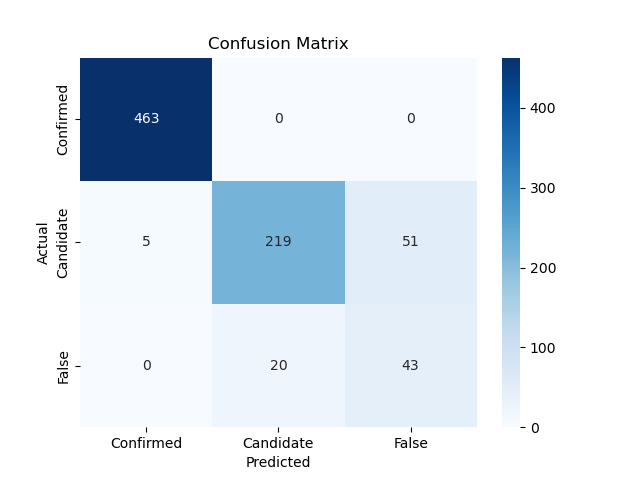 Confusion Matrix
Confirmed
463
0
0
Actual
Candidate
5
219
51
False
0
20
43
Confirmed
Candidate
False
Predicted
400
300
200
100
0